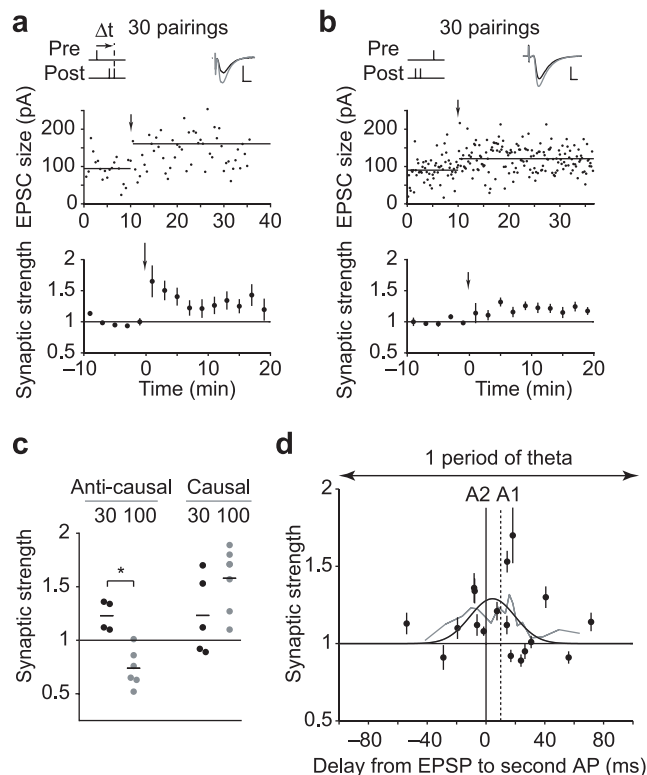 a
Δt
30 pairings
Pre
Post
EPSC size (pA)
200
100
0
0 10 20 30 40
Synaptic strength
2
1.5
1
0.5
−10 0 10 20
Time (min)
b
30 pairings
Pre
Post
EPSC size (pA)
200
100
0
0 10 20 30
Synaptic strength
2
1.5
1
0.5
−10 0 10 20
Time (min)
c
Anti-causal Causal
30 100 30 100
*
Synaptic strength
2
1.5
1
0.5
d
1 period of theta
A2 A1
Synaptic strength
2
1.5
1
0.5
−80 −40 0 40 80
Delay from EPSP to second AP (ms)